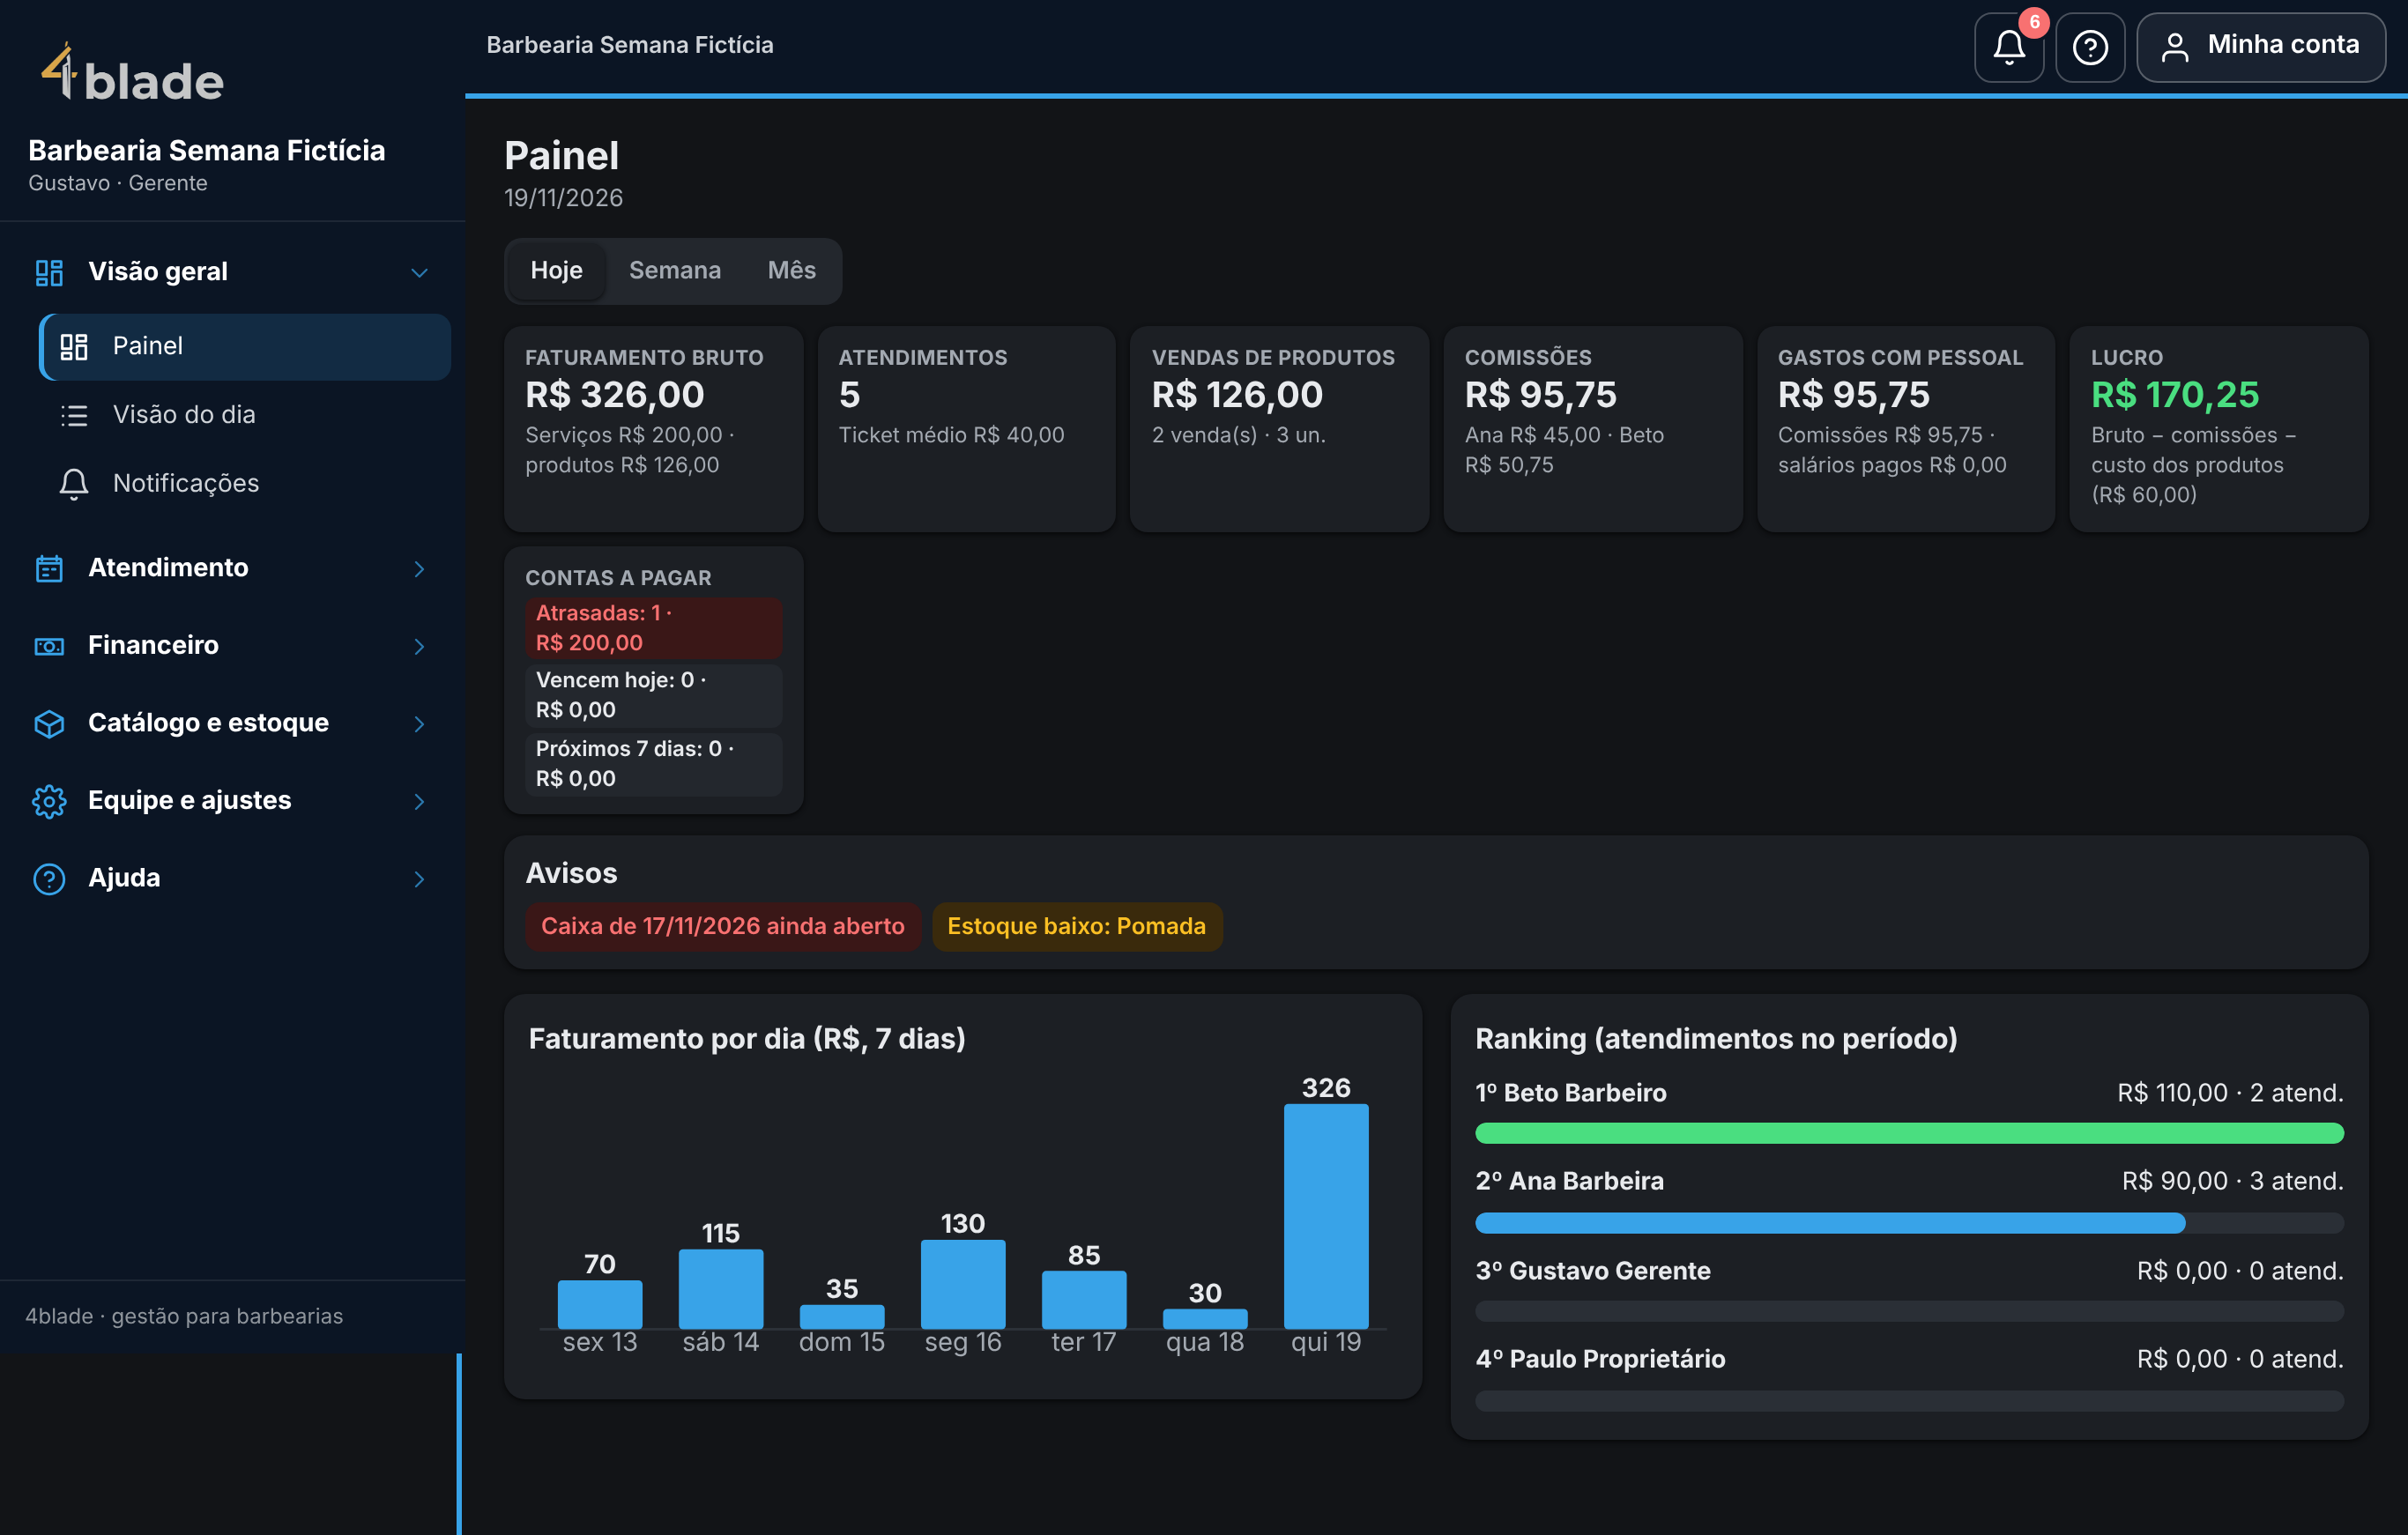 4blade
Barbearia Semana Fictícia
Gustavo · Gerente
Visão geral
Painel
Visão do dia
Notificações
Atendimento
Financeiro
Catálogo e estoque
Equipe e ajustes
Ajuda
4blade · gestão para barbearias
Barbearia Semana Fictícia
6
Minha conta
Painel
19/11/2026
Hoje
Semana
Mês
FATURAMENTO BRUTO
R$ 326,00
Serviços R$ 200,00 ·
produtos R$ 126,00
ATENDIMENTOS
5
Ticket médio R$ 40,00
VENDAS DE PRODUTOS
R$ 126,00
2 venda(s) · 3 un.
COMISSÕES
R$ 95,75
Ana R$ 45,00 · Beto
R$ 50,75
GASTOS COM PESSOAL
R$ 95,75
Comissões R$ 95,75 ·
salários pagos R$ 0,00
LUCRO
R$ 170,25
Bruto − comissões −
custo dos produtos
(R$ 60,00)
CONTAS A PAGAR
Atrasadas: 1 ·
R$ 200,00
Vencem hoje: 0 ·
R$ 0,00
Próximos 7 dias: 0 ·
R$ 0,00
Avisos
Caixa de 17/11/2026 ainda aberto
Estoque baixo: Pomada
Faturamento por dia (R$, 7 dias)
70
115
35
130
85
30
326
sex 13
sáb 14
dom 15
seg 16
ter 17
qua 18
qui 19
Ranking (atendimentos no período)
1º Beto Barbeiro
R$ 110,00 · 2 atend.
2º Ana Barbeira
R$ 90,00 · 3 atend.
3º Gustavo Gerente
R$ 0,00 · 0 atend.
4º Paulo Proprietário
R$ 0,00 · 0 atend.